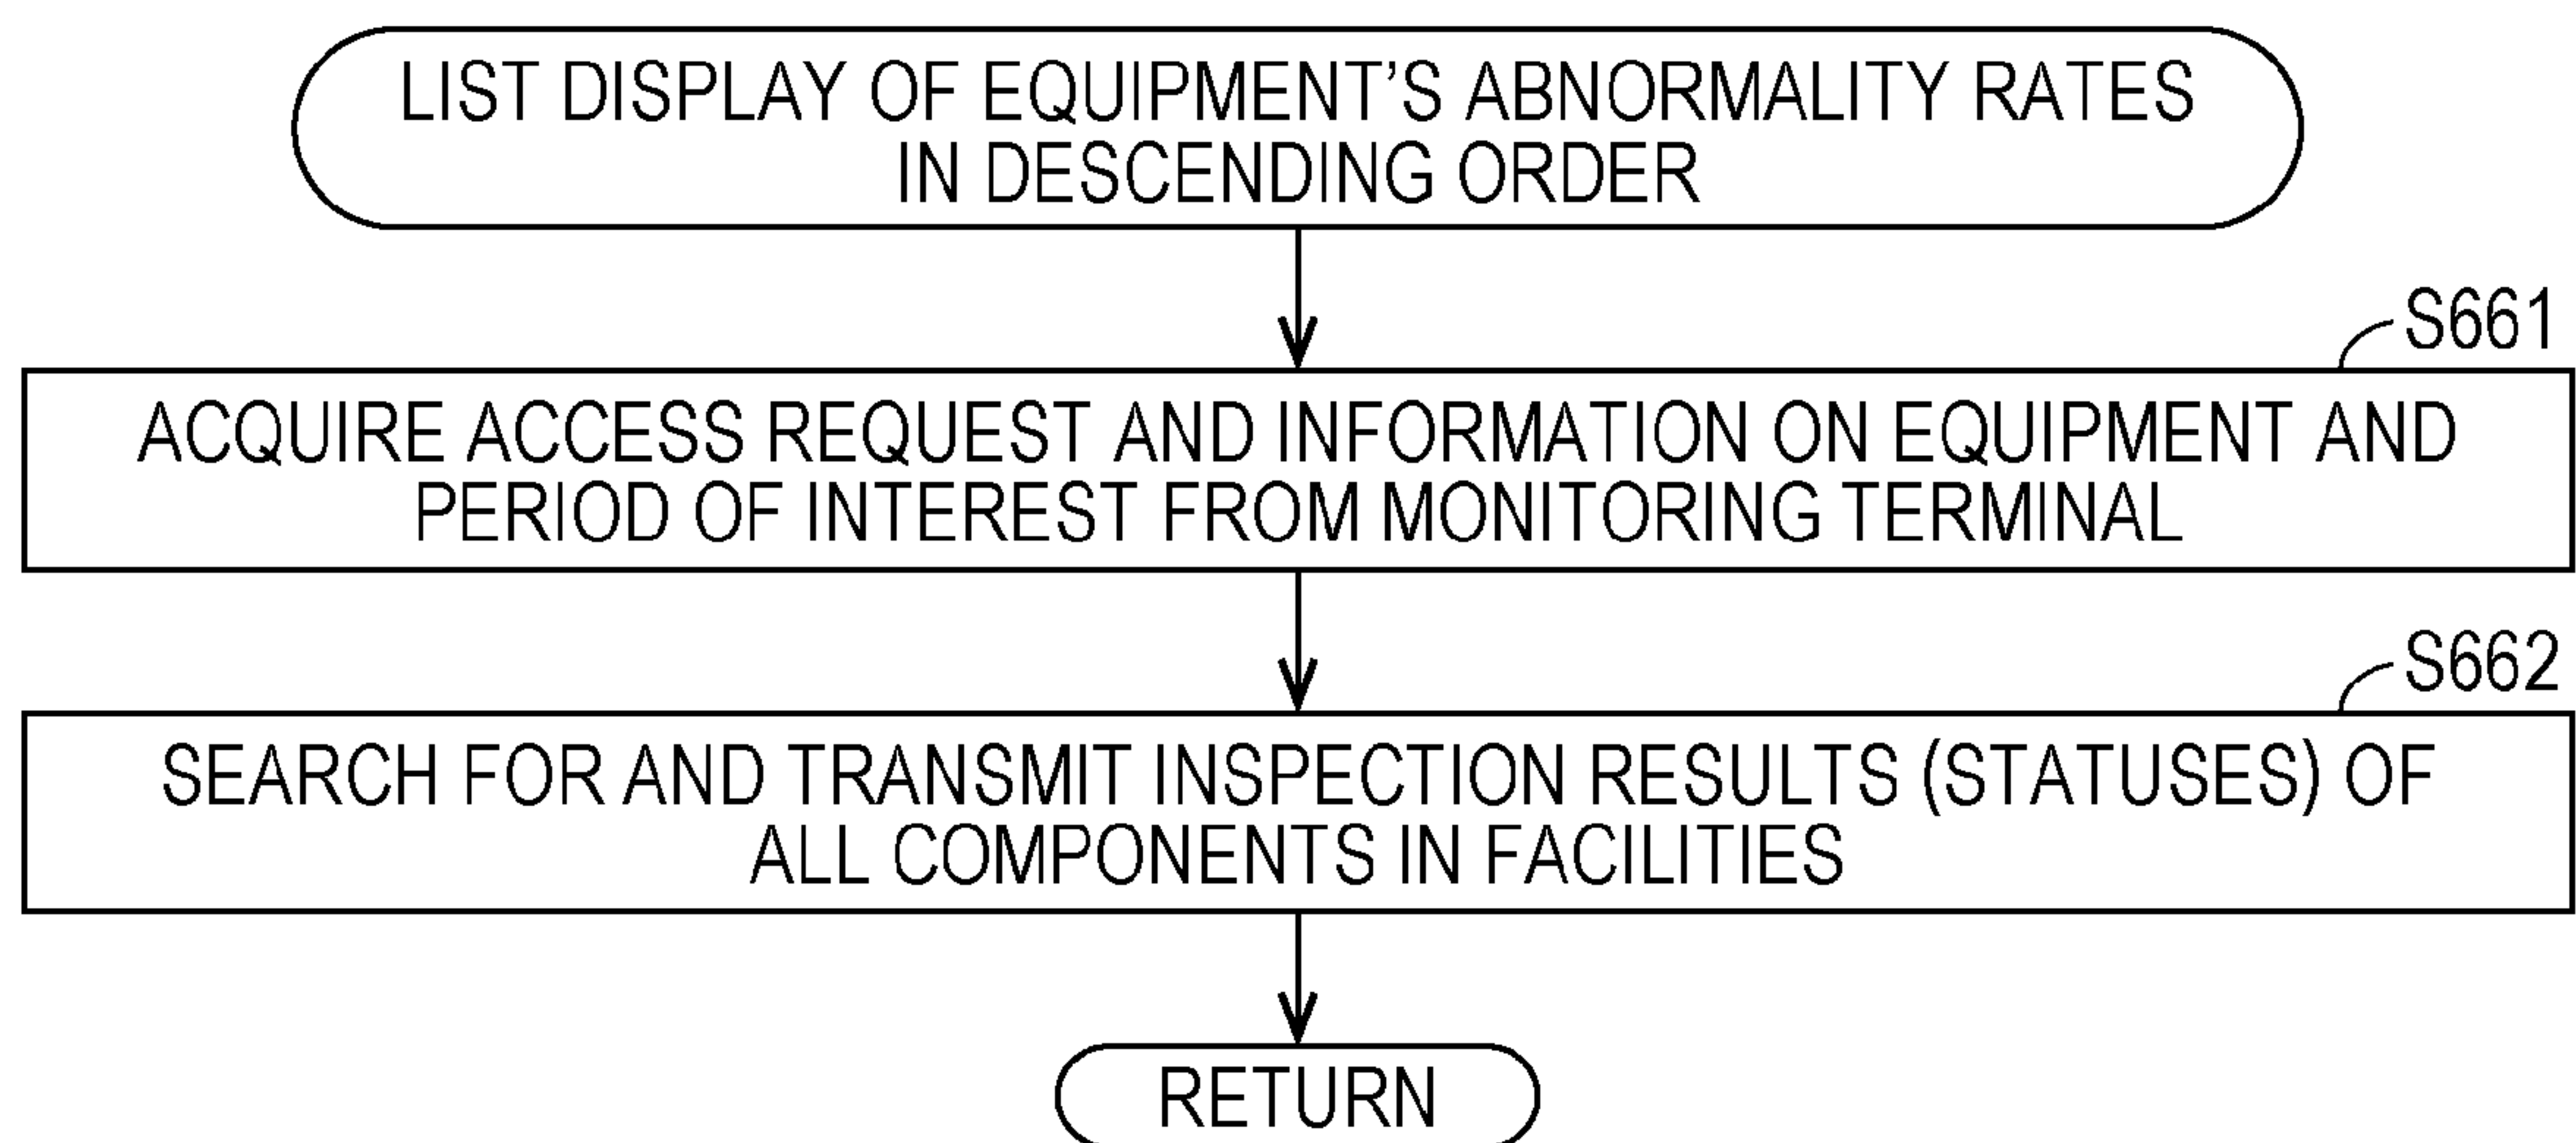 LIST DISPLAY OF EQUIPMENT’S ABNORMALITY RATES
IN DESCENDING ORDER
S661
ACQUIRE ACCESS REQUEST AND INFORMATION ON EQUIPMENT AND
PERIOD OF INTEREST FROM MONITORING TERMINAL
S662
SEARCH FOR AND TRANSMIT INSPECTION RESULTS (STATUSES) OF
ALL COMPONENTS IN FACILITIES
RETURN